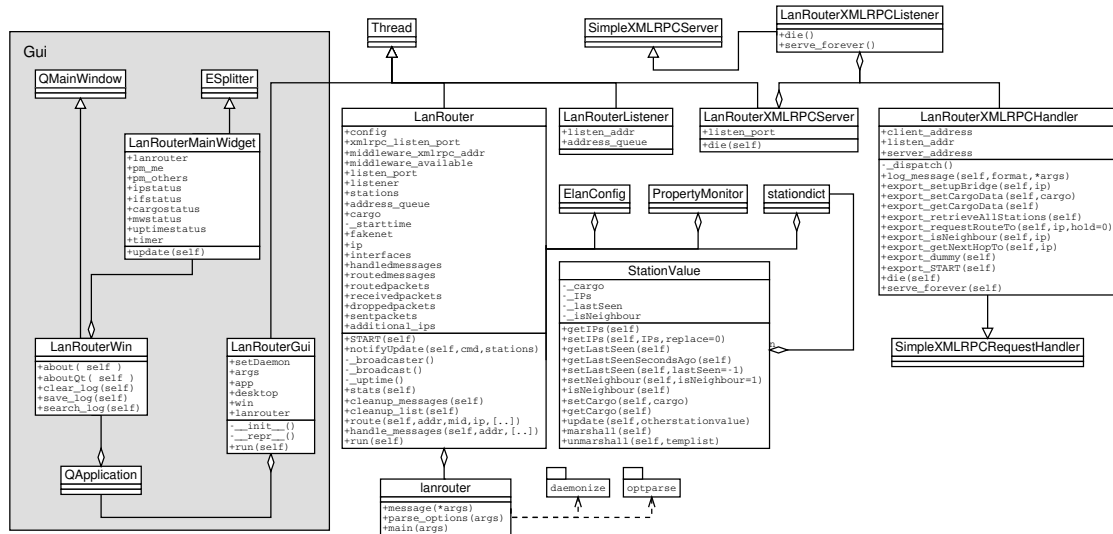 Gui
QMainWindow
ESplitter
LanRouterMainWidget
+lanrouter
+pm_me
+pm_others
+ipstatus
+ifstatus
+cargostatus
+mwstatus
+uptimestatus
+timer
+update(self)
LanRouterWin
+about( self )
+aboutQt( self )
+clear_log(self)
+save_log(self)
+search_log(self)
LanRouterGui
+setDaemon
+args
+app
+desktop
+win
+lanrouter
-__init__()
-__repr__()
+run(self)
QApplication
Thread
SimpleXMLRPCServer
LanRouterXMLRPCListener
+die()
+serve_forever()
LanRouter
+config
+xmlrpc_listen_port
+middleware_xmlrpc_addr
+middleware_available
+listen_port
+listener
+stations
+address_queue
+cargo
-_starttime
+fakenet
+ip
+interfaces
+handledmessages
+routedmessages
+routedpackets
+receivedpackets
+droppedpackets
+sentpackets
+additional_ips
+START(self)
+notifyUpdate(self,cmd,stations)
-_broadcaster()
-_broadcast()
-_uptime()
+stats(self)
+cleanup_messages(self)
+cleanup_list(self)
+route(self,addr,mid,ip,[..])
+handle_messages(self,addr,[..])
+run(self)
LanRouterListener
+listen_addr
+address_queue
LanRouterXMLRPCServer
+listen_port
+die(self)
LanRouterXMLRPCHandler
+client_address
+listen_addr
+server_address
-_dispatch()
+log_message(self,format,*args)
+export_setupBridge(self,ip)
+export_setCargoData(self,cargo)
+export_getCargoData(self)
+export_retrieveAllStations(self)
+export_requestRouteTo(self,ip,hold=0)
+export_isNeighbour(self,ip)
+export_getNextHopTo(self,ip)
+export_dummy(self)
+export_START(self)
+die(self)
+serve_forever(self)
ElanConfig
PropertyMonitor
stationdict
StationValue
-_cargo
-_IPs
-_lastSeen
-_isNeighbour
+getIPs(self)
+setIPs(self,IPs,replace=0)
+getLastSeen(self)
+getLastSeenSecondsAgo(self)
+setLastSeen(self,lastSeen=-1)
+setNeighbour(self,isNeighbour=1)
+isNeighbour(self)
+setCargo(self,cargo)
+getCargo(self)
+update(self,otherstationvalue)
+marshall(self)
+unmarshall(self,templist)
n
SimpleXMLRPCRequestHandler
lanrouter
+message(*args)
+parse_options(args)
+main(args)
daemonize
optparse